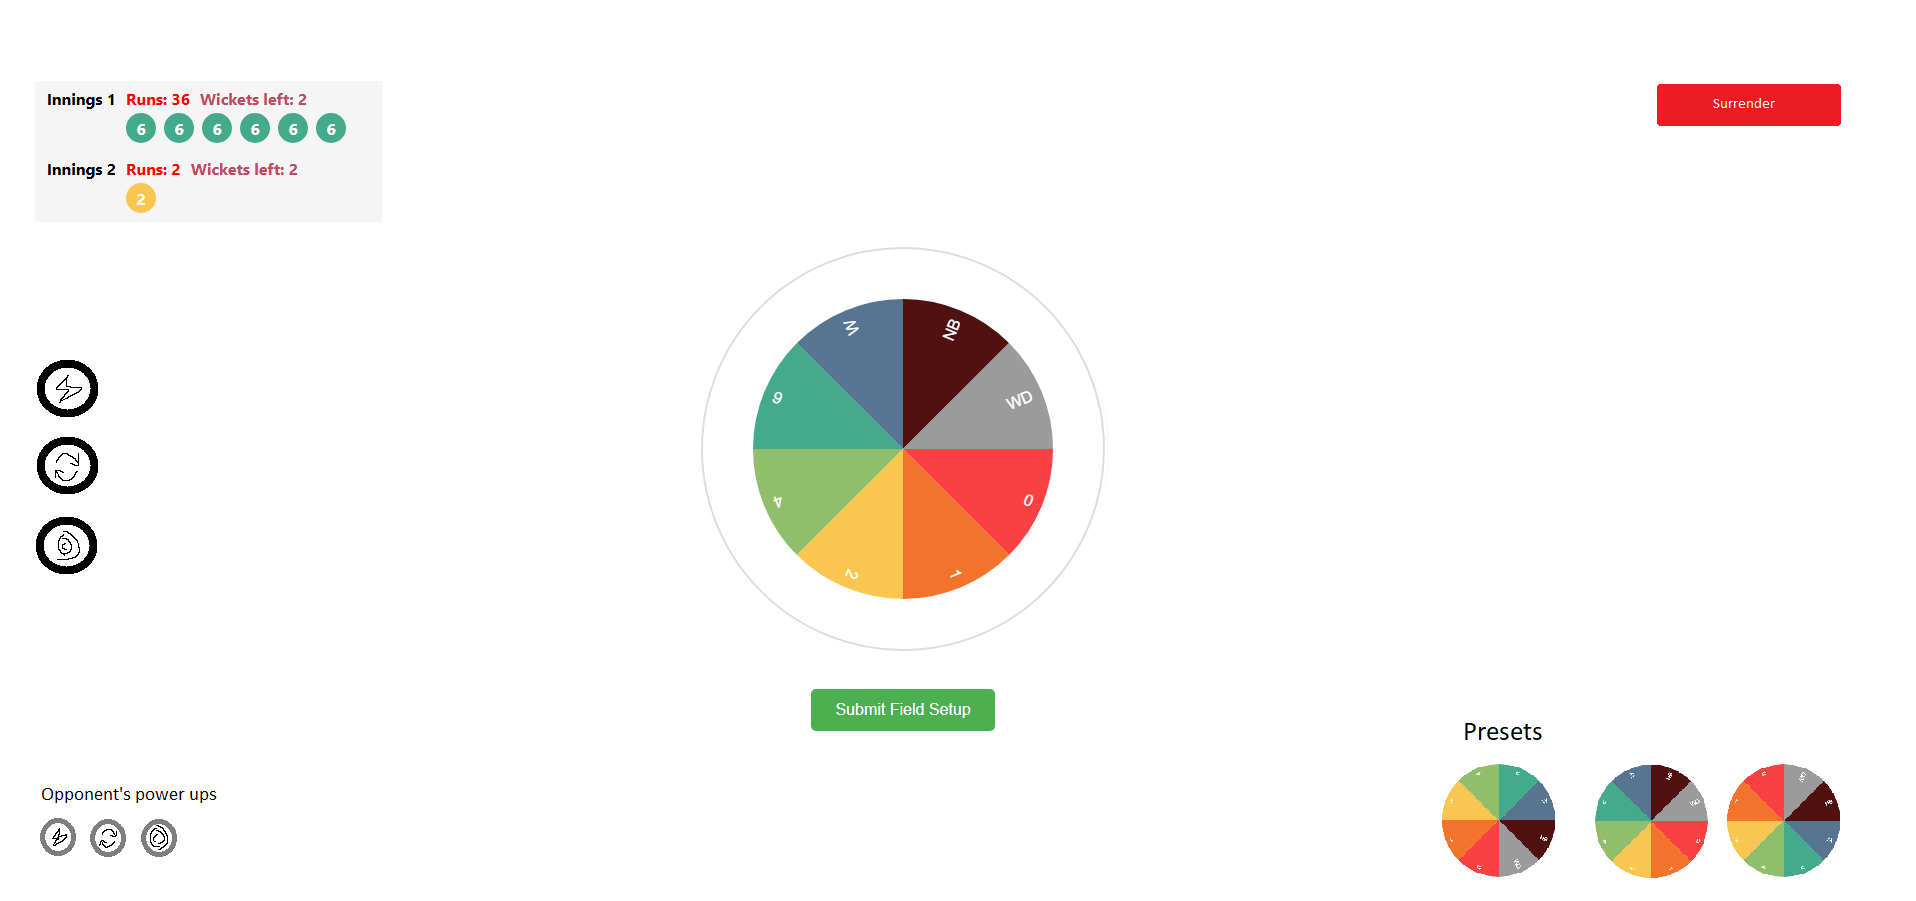 Innings 1 Runs: 36 Wickets left: 2
6 6 6 6 6 6
Innings 2 Runs: 2 Wickets left: 2
2
Surrender
W NB
6 WD
4 0
2 1
Submit Field Setup
Presets
Opponent's power ups